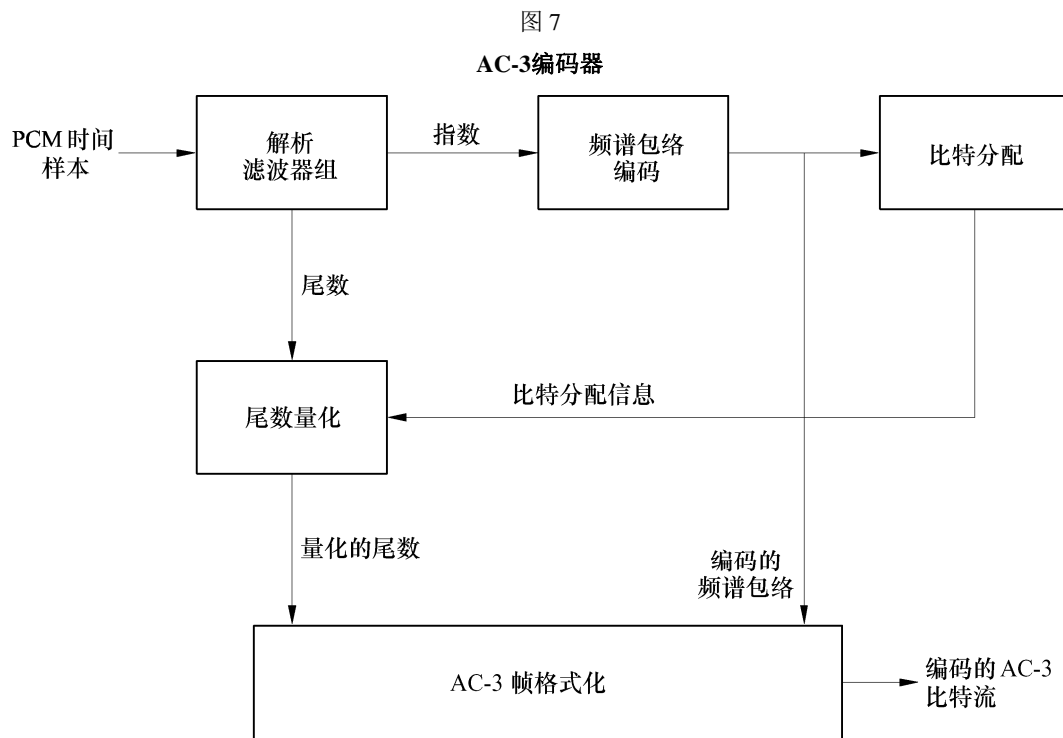 图 7
AC-3编码器
PCM 时间
样本
解析
滤波器组
指数
频谱包络
编码
比特分配
尾数
尾数量化
比特分配信息
量化的尾数
编码的
频谱包络
AC-3 帧格式化
编码的 AC-3
比特流